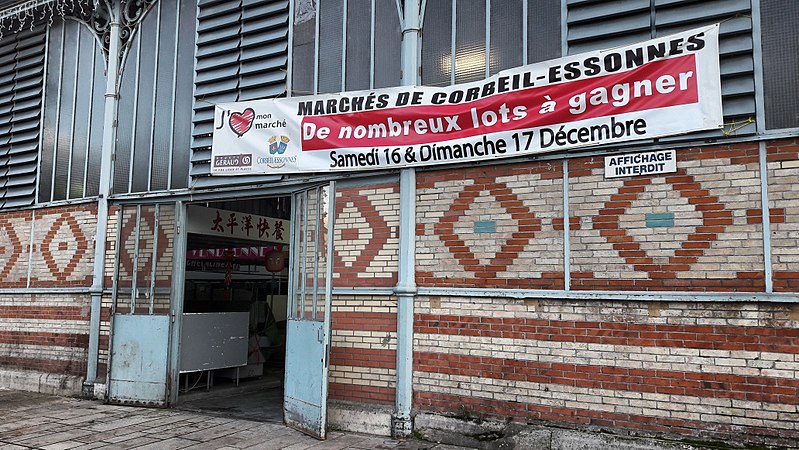 MARCHÉS DE CORBEIL-ESSONNES
J'
mon
marché
De nombreux lots à gagner
Samedi 16 & Dimanche 17 Décembre
GERAUD
CORBEIL-ESSONNES
AFFICHAGE
INTERDIT
太平洋快餐